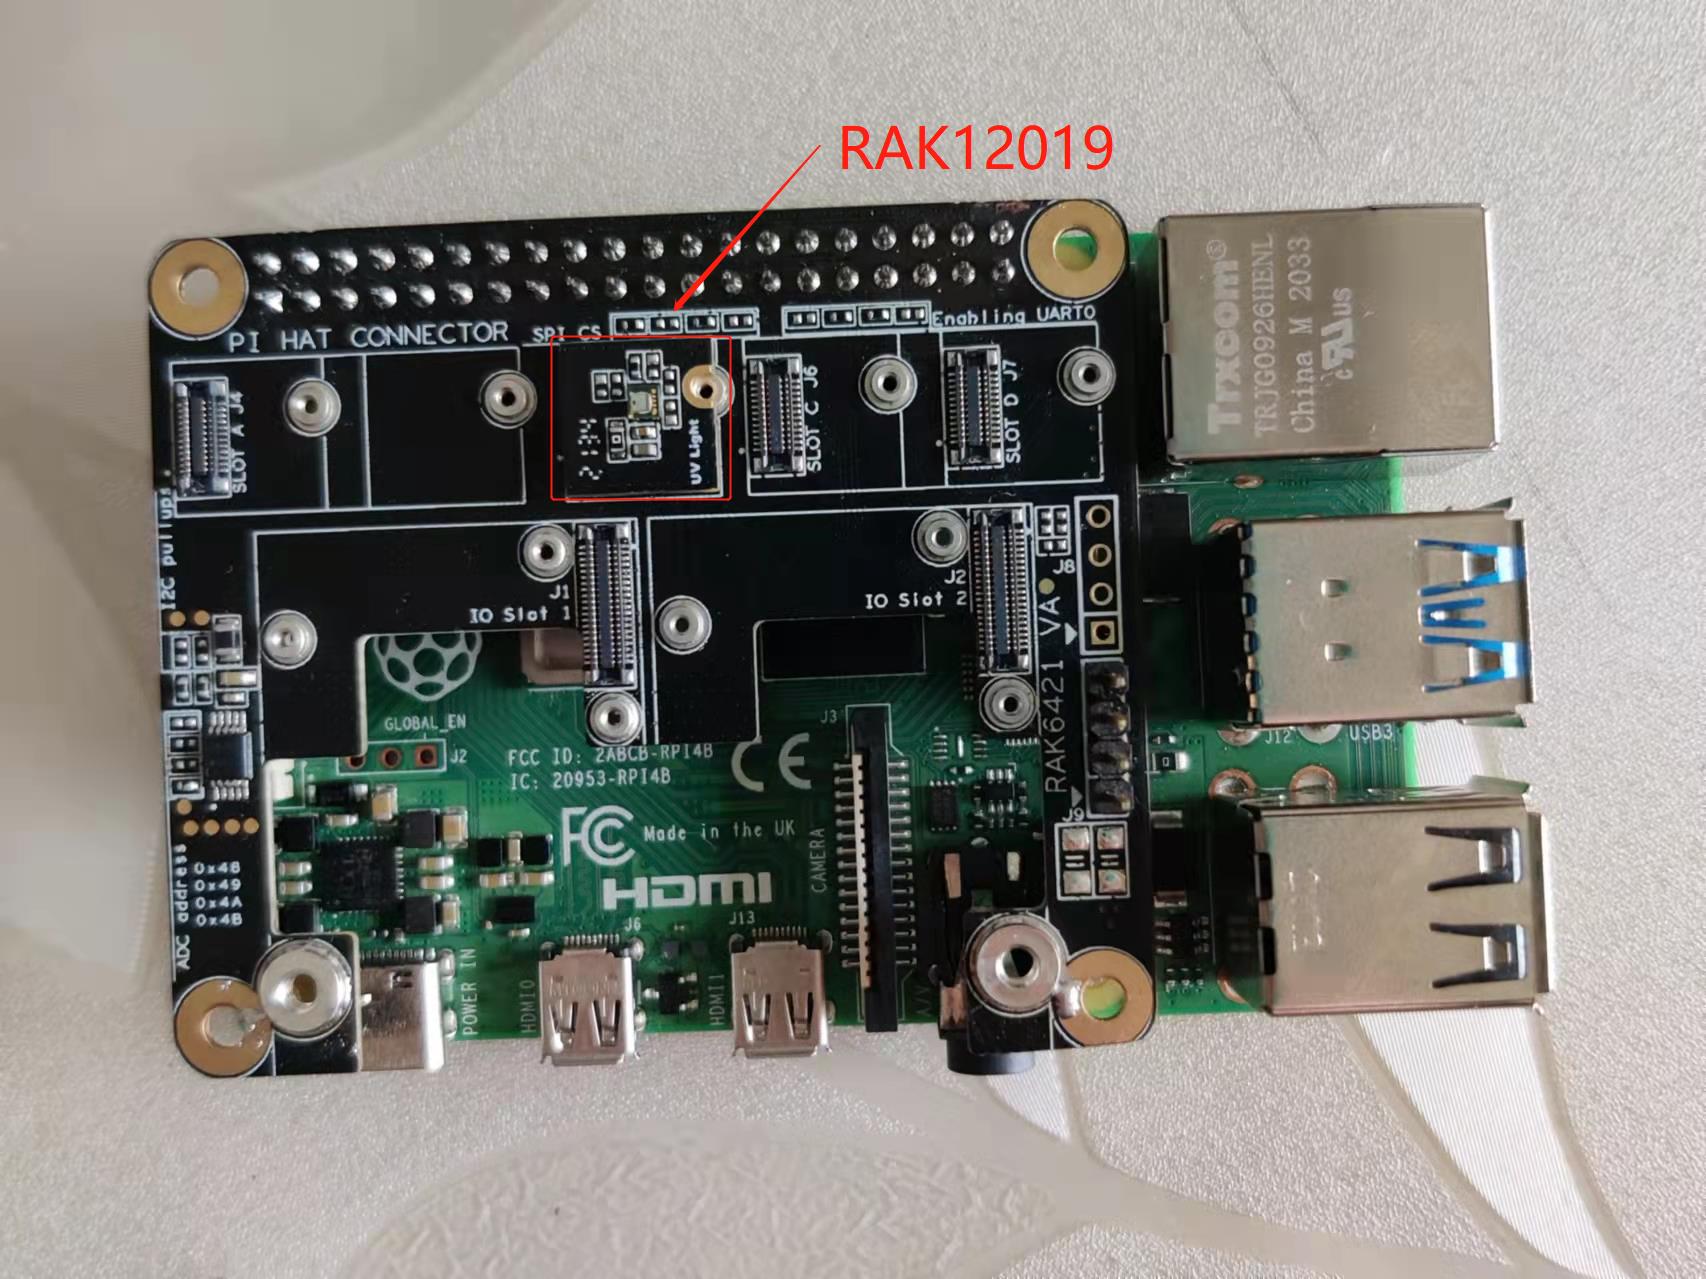 RAK12019
PI HAT CONNECTOR
SPI CS
Enabling UART0
SLOT A J4
UV Light
SLOT C J6
SLOT D J7
Trxcom®
TRJG0926HENL
China M 2033
I2C pullups
J1
IO Slot 1
J2
IO Slot 2
J8
RAK6421 VA
GLOBAL_EN
J2
FCC ID: 2ABCB-RPI4B
IC: 20953-RPI4B
CE
FC
Made in the UK
HDMI
J3
CAMERA
J9
J12
USB3
ADC address
0x48
0x49
0x4A
0x4B
POWER IN
HDMI0
J6
HDMI1
J13
A/V